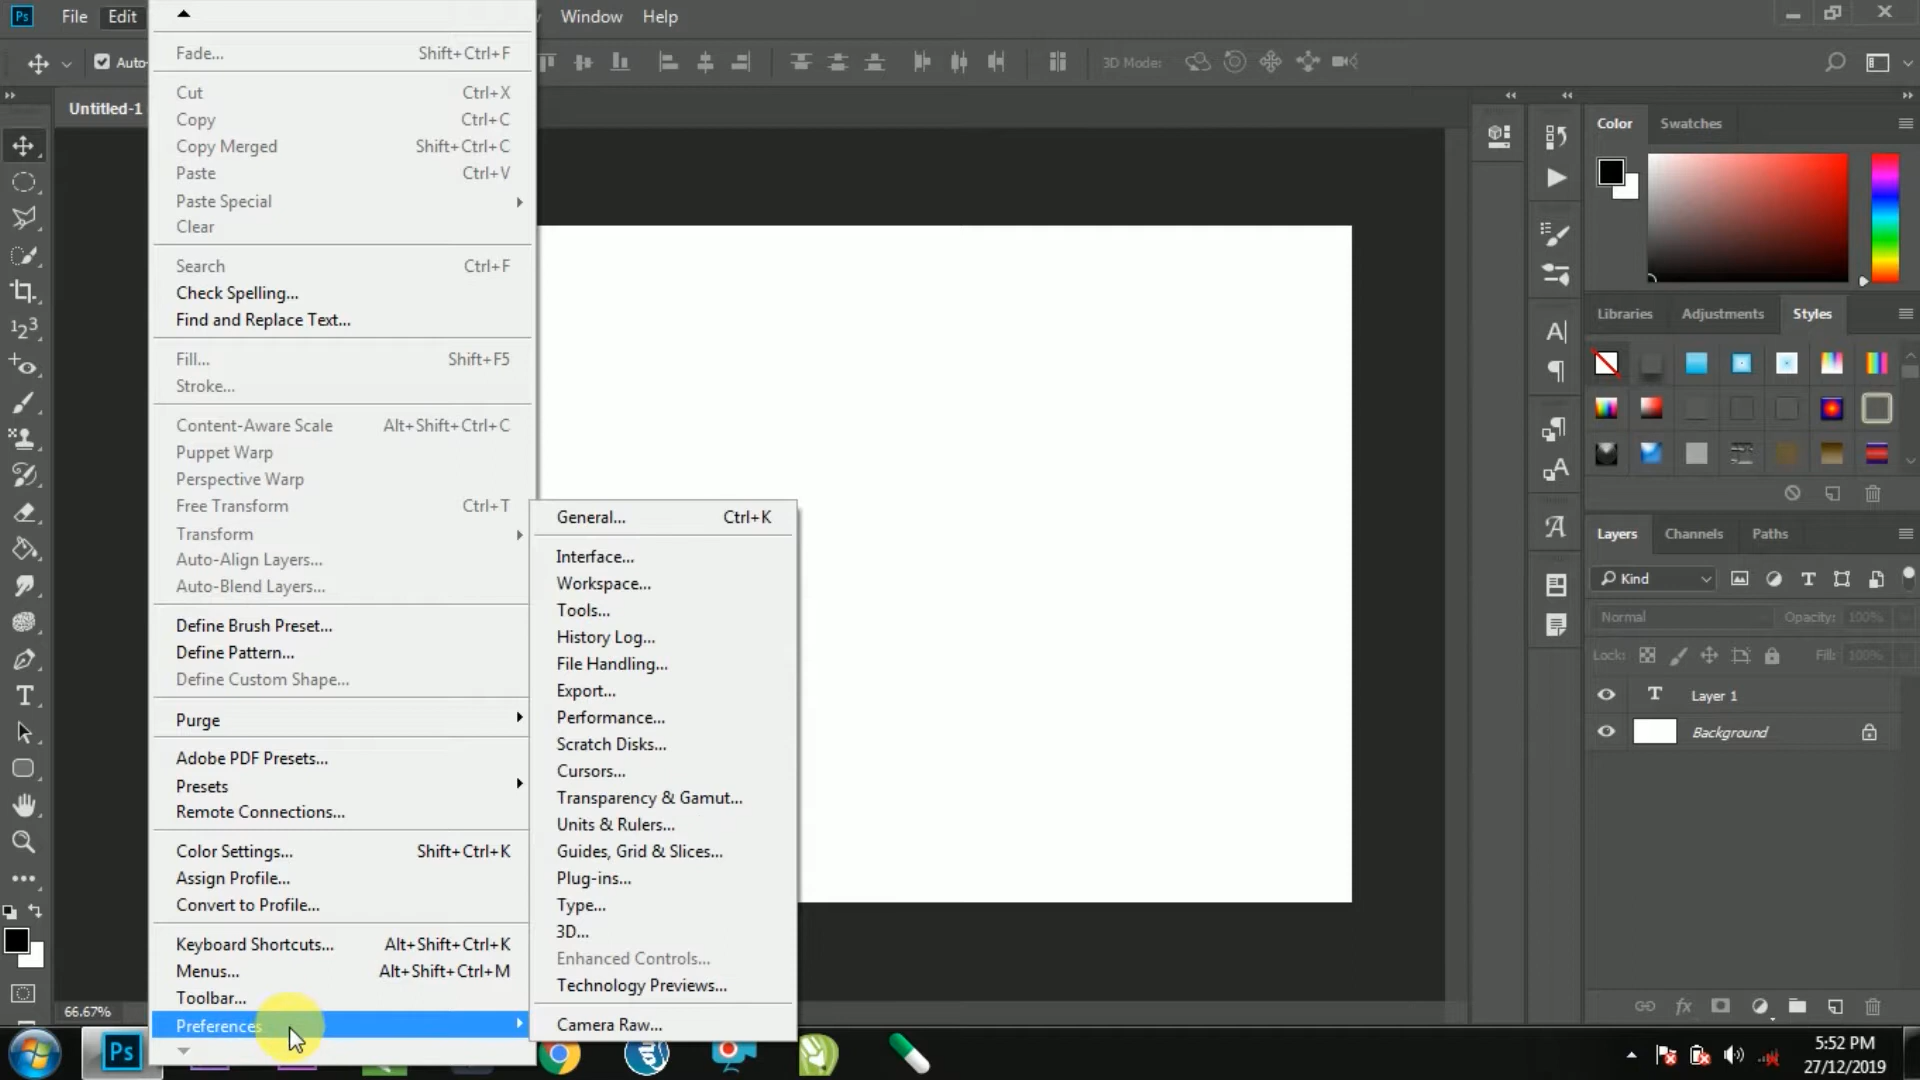 Ps File Edit Window Help
Auto- 3D Mode:
Untitled-1
Fade... Shift+Ctrl+F
Cut Ctrl+X
Copy Ctrl+C
Copy Merged Shift+Ctrl+C
Paste Ctrl+V
Paste Special
Clear
Search Ctrl+F
Check Spelling...
Find and Replace Text...
Fill... Shift+F5
Stroke...
Content-Aware Scale Alt+Shift+Ctrl+C
Puppet Warp
Perspective Warp
Free Transform Ctrl+T
Transform
Auto-Align Layers...
Auto-Blend Layers...
Define Brush Preset...
Define Pattern...
Define Custom Shape...
Purge
Adobe PDF Presets...
Presets
Remote Connections...
Color Settings... Shift+Ctrl+K
Assign Profile...
Convert to Profile...
Keyboard Shortcuts... Alt+Shift+Ctrl+K
Menus... Alt+Shift+Ctrl+M
Toolbar...
Preferences
General... Ctrl+K
Interface...
Workspace...
Tools...
History Log...
File Handling...
Export...
Performance...
Scratch Disks...
Cursors...
Transparency & Gamut...
Units & Rulers...
Guides, Grid & Slices...
Plug-ins...
Type...
3D...
Enhanced Controls...
Technology Previews...
Camera Raw...
Color Swatches
Libraries Adjustments Styles
Layers Channels Paths
Kind
Normal Opacity: 100%
Lock: Fill: 100%
Layer 1
Background
66.67%
Ps
5:52 PM
27/12/2019